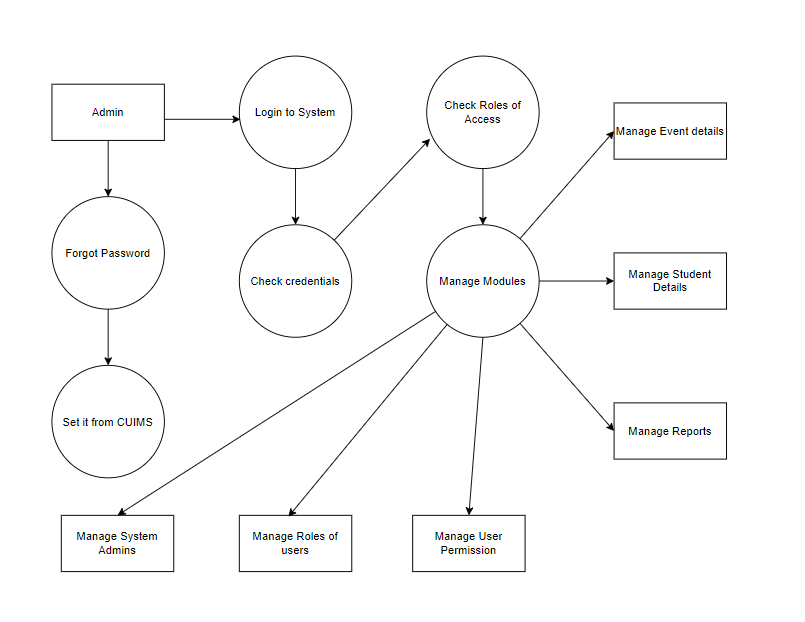 Admin
Login to System
Check Roles of
Access
Manage Event details
Forgot Password
Check credentials
Manage Modules
Manage Student
Details
Set it from CUIMS
Manage Reports
Manage System
Admins
Manage Roles of
users
Manage User
Permission